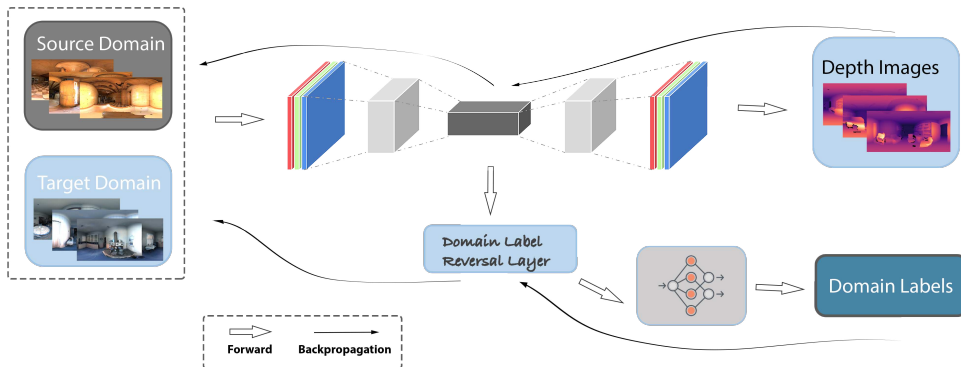 Source Domain
Target Domain
Depth Images
Domain Label
Reversal Layer
Domain Labels
Forward
Backpropagation